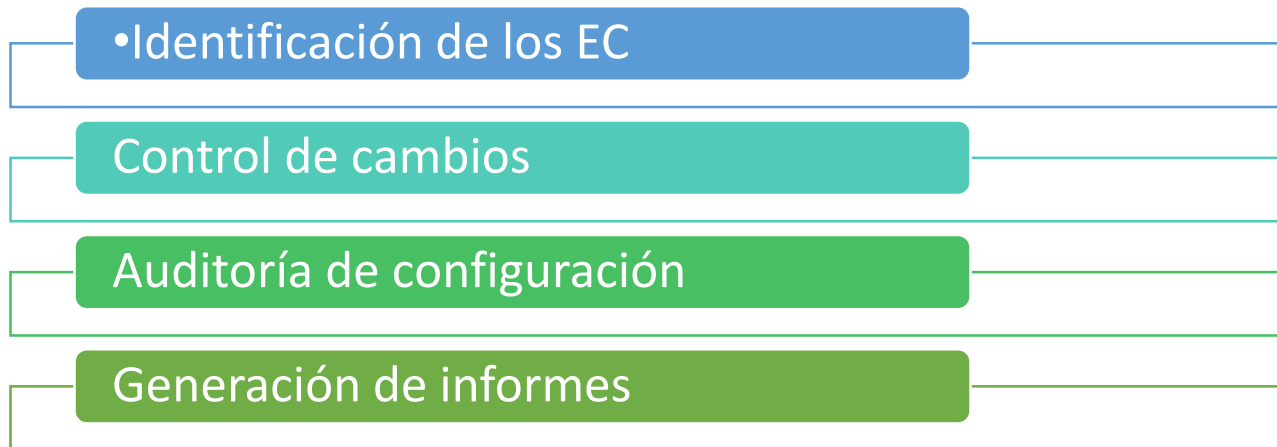 •Identificación de los EC
Control de cambios
Auditoría de configuración
Generación de informes